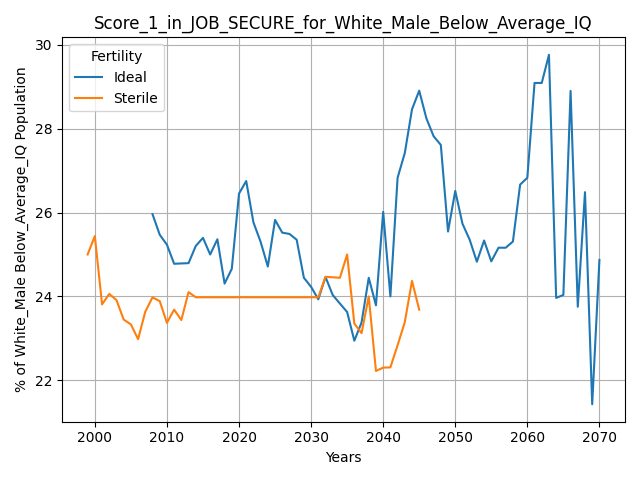 Score_1_in_JOB_SECURE_for_White_Male_Below_Average_IQ
Fertility
Ideal
Sterile
% of White_Male Below_Average_IQ Population
30
28
26
24
22
2000 2010 2020 2030 2040 2050 2060 2070
Years